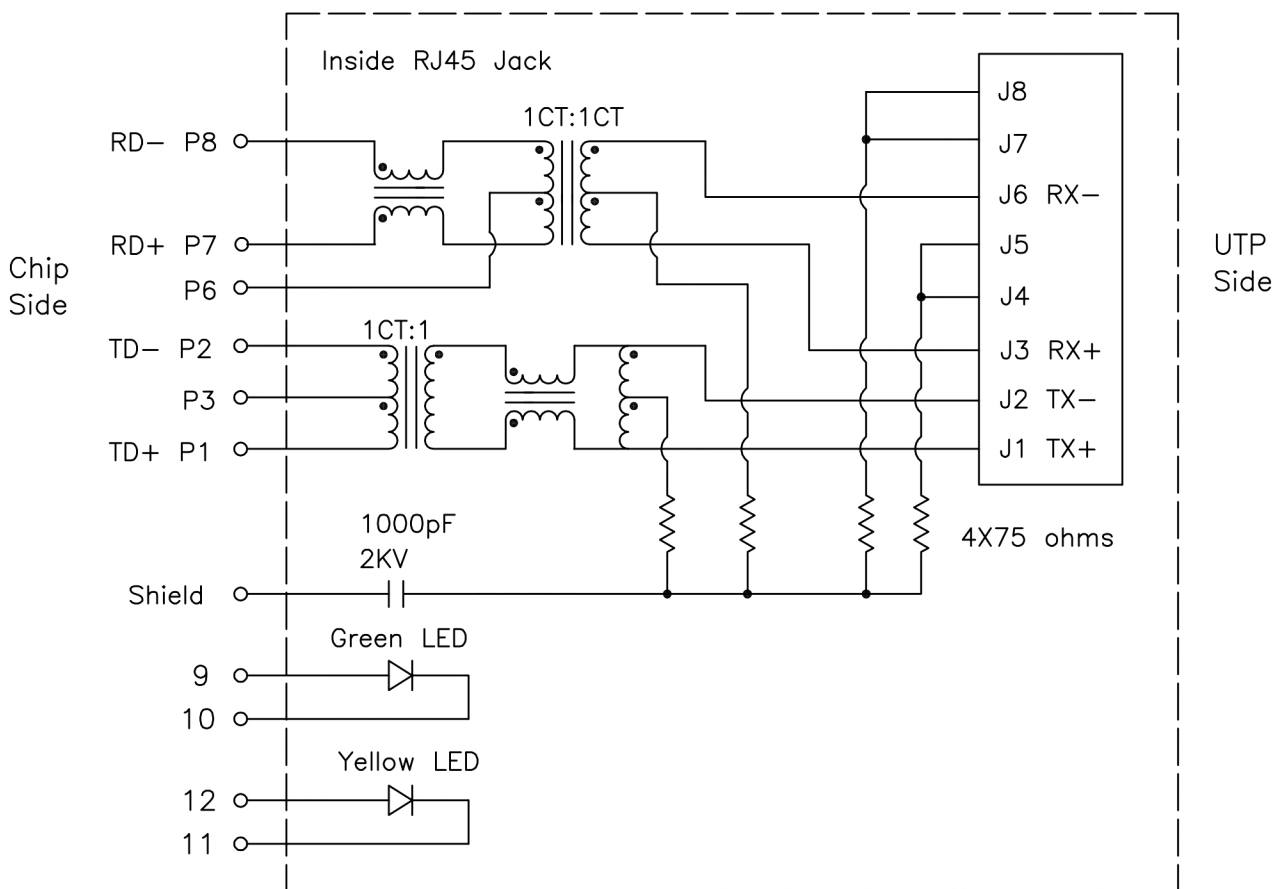 Inside RJ45 Jack
J8
1CT:1CT
RD- P8
J7
J6 RX-
RD+ P7
J5
UTP
Side
Chip
Side
P6
J4
1CT:1
TD- P2
J3 RX+
P3
J2 TX-
TD+ P1
J1 TX+
1000pF
2KV
4X75 ohms
Shield
Green LED
9
10
Yellow LED
12
11